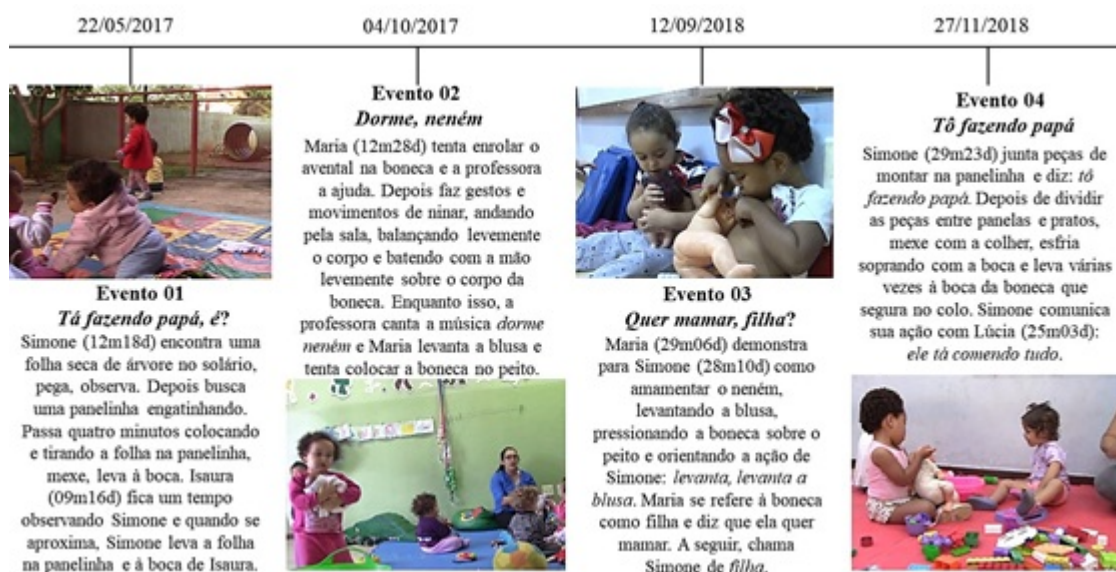 22/05/2017
04/10/2017
12/09/2018
27/11/2018
Evento 01
Tá fazendo papá, é?
Simone (12m18d) encontra uma
folha seca de árvore no solário,
pega, observa. Depois busca
uma panelinha engatinhando.
Passa quatro minutos colocando
e tirando a folha na panelinha,
mexe, leva à boca. Isaura
(09m16d) fica um tempo
observando Simone e quando se
aproxima, Simone leva a folha
na panelinha e à boca de Isaura.
Evento 02
Dorme, neném
Maria (12m28d) tenta enrolar o
avental na boneca e a professora
a ajuda. Depois faz gestos e
movimentos de ninar, andando
pela sala, balançando levemente
o corpo e batendo com a mão
levemente sobre o corpo da
boneca. Enquanto isso, a
professora canta a música dorme
neném e Maria levanta a blusa e
tenta colocar a boneca no peito.
Evento 03
Quer mamar, filha?
Maria (29m06d) demonstra
para Simone (28m10d) como
amamentar o neném,
levantando a blusa,
pressionando a boneca sobre o
peito e orientando a ação de
Simone: levanta, levanta a
blusa. Maria se refere à boneca
como filha e diz que ela quer
mamar. A seguir, chama
Simone de filha.
Evento 04
Tô fazendo papá
Simone (29m23d) junta peças de
montar na panelinha e diz: tô
fazendo papá. Depois de dividir
as peças entre panelas e pratos,
mexe com a colher, esfria
soprando com a boca e leva várias
vezes à boca da boneca que
segura no colo. Simone comunica
sua ação com Lúcia (25m03d):
ele tá comendo tudo.